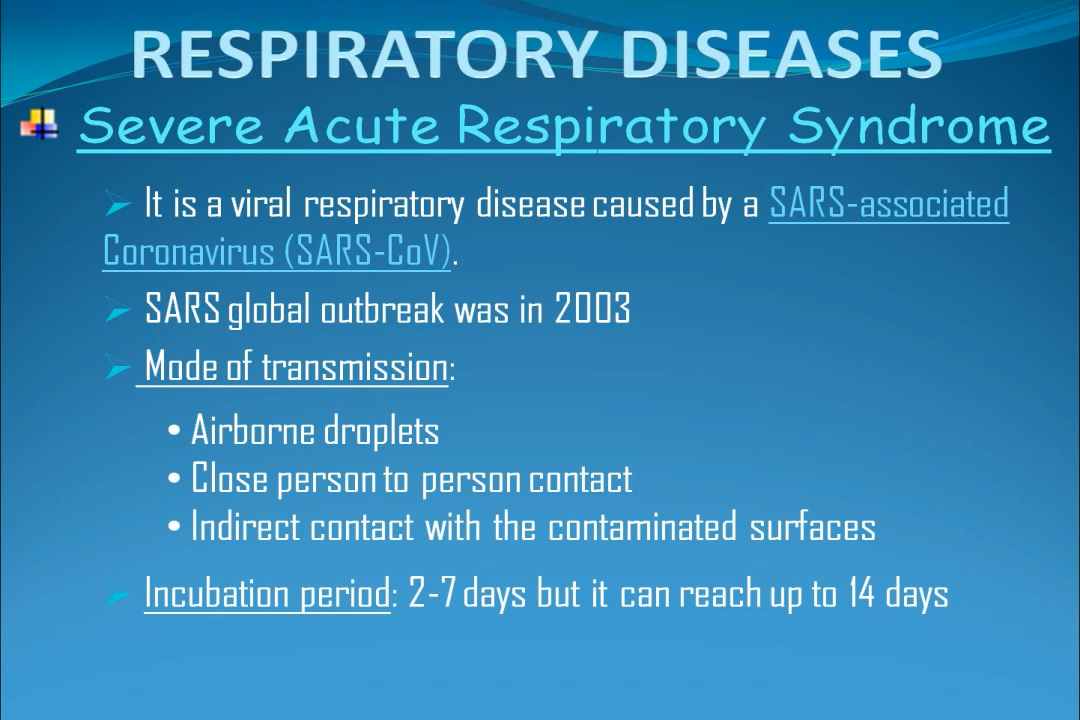 RESPIRATORY DISEASES
Severe Acute Respiratory Syndrome
It is a viral respiratory disease caused by a SARS-associated
Coronavirus (SARS-CoV).
SARS global outbreak was in 2003
Mode of transmission:
• Airborne droplets
• Close person to person contact
• Indirect contact with the contaminated surfaces
Incubation period: 2-7 days but it can reach up to 14 days